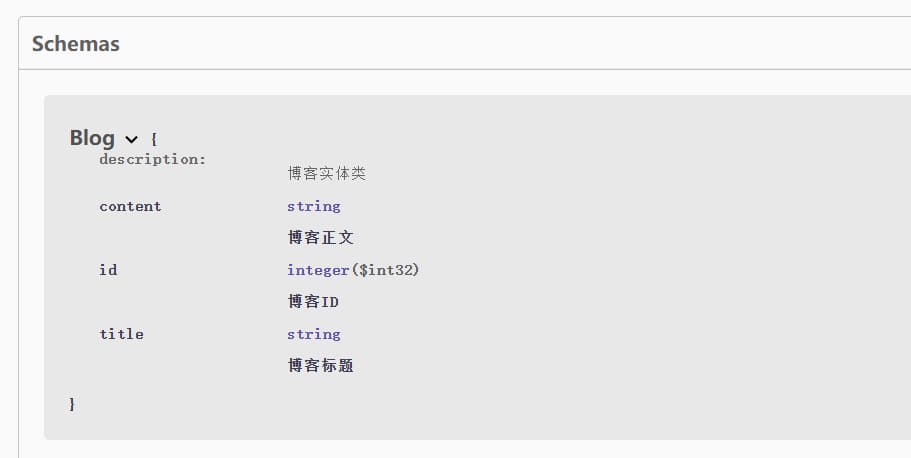 Schemas
Blog {
description:
博客实体类
content string
博客正文
id integer($int32)
博客ID
title string
博客标题
}